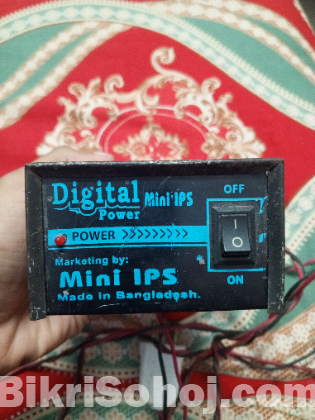 Digital Mini IPS
Power
OFF
POWER >>>>>>>>>
I
O
Marketing by:
Mini IPS
ON
Made in Bangladesh.
BikriSohoj.com